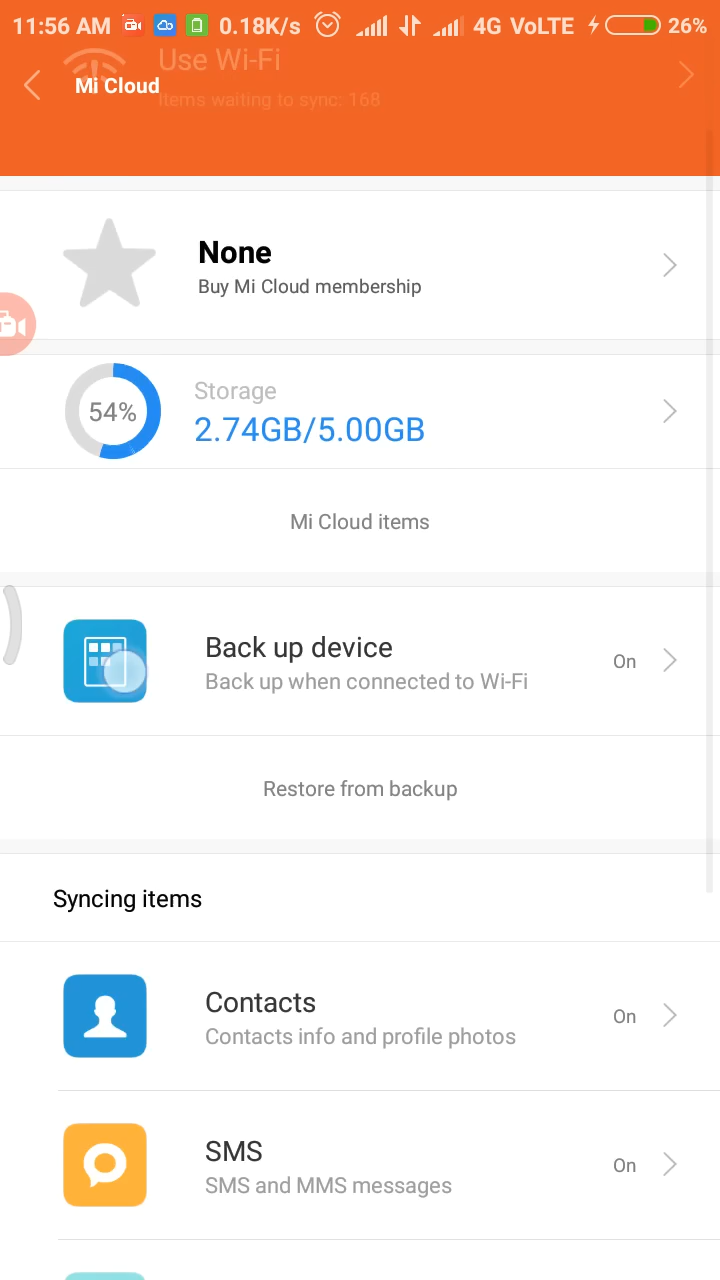 11:56 AM 0.18K/s 4G VoLTE 26%
Use Wi-Fi
Mi Cloud
Items waiting to sync: 168
None
Buy Mi Cloud membership
54%
Storage
2.74GB/5.00GB
Mi Cloud items
Back up device
Back up when connected to Wi-Fi
On
Restore from backup
Syncing items
Contacts
Contacts info and profile photos
On
SMS
SMS and MMS messages
On